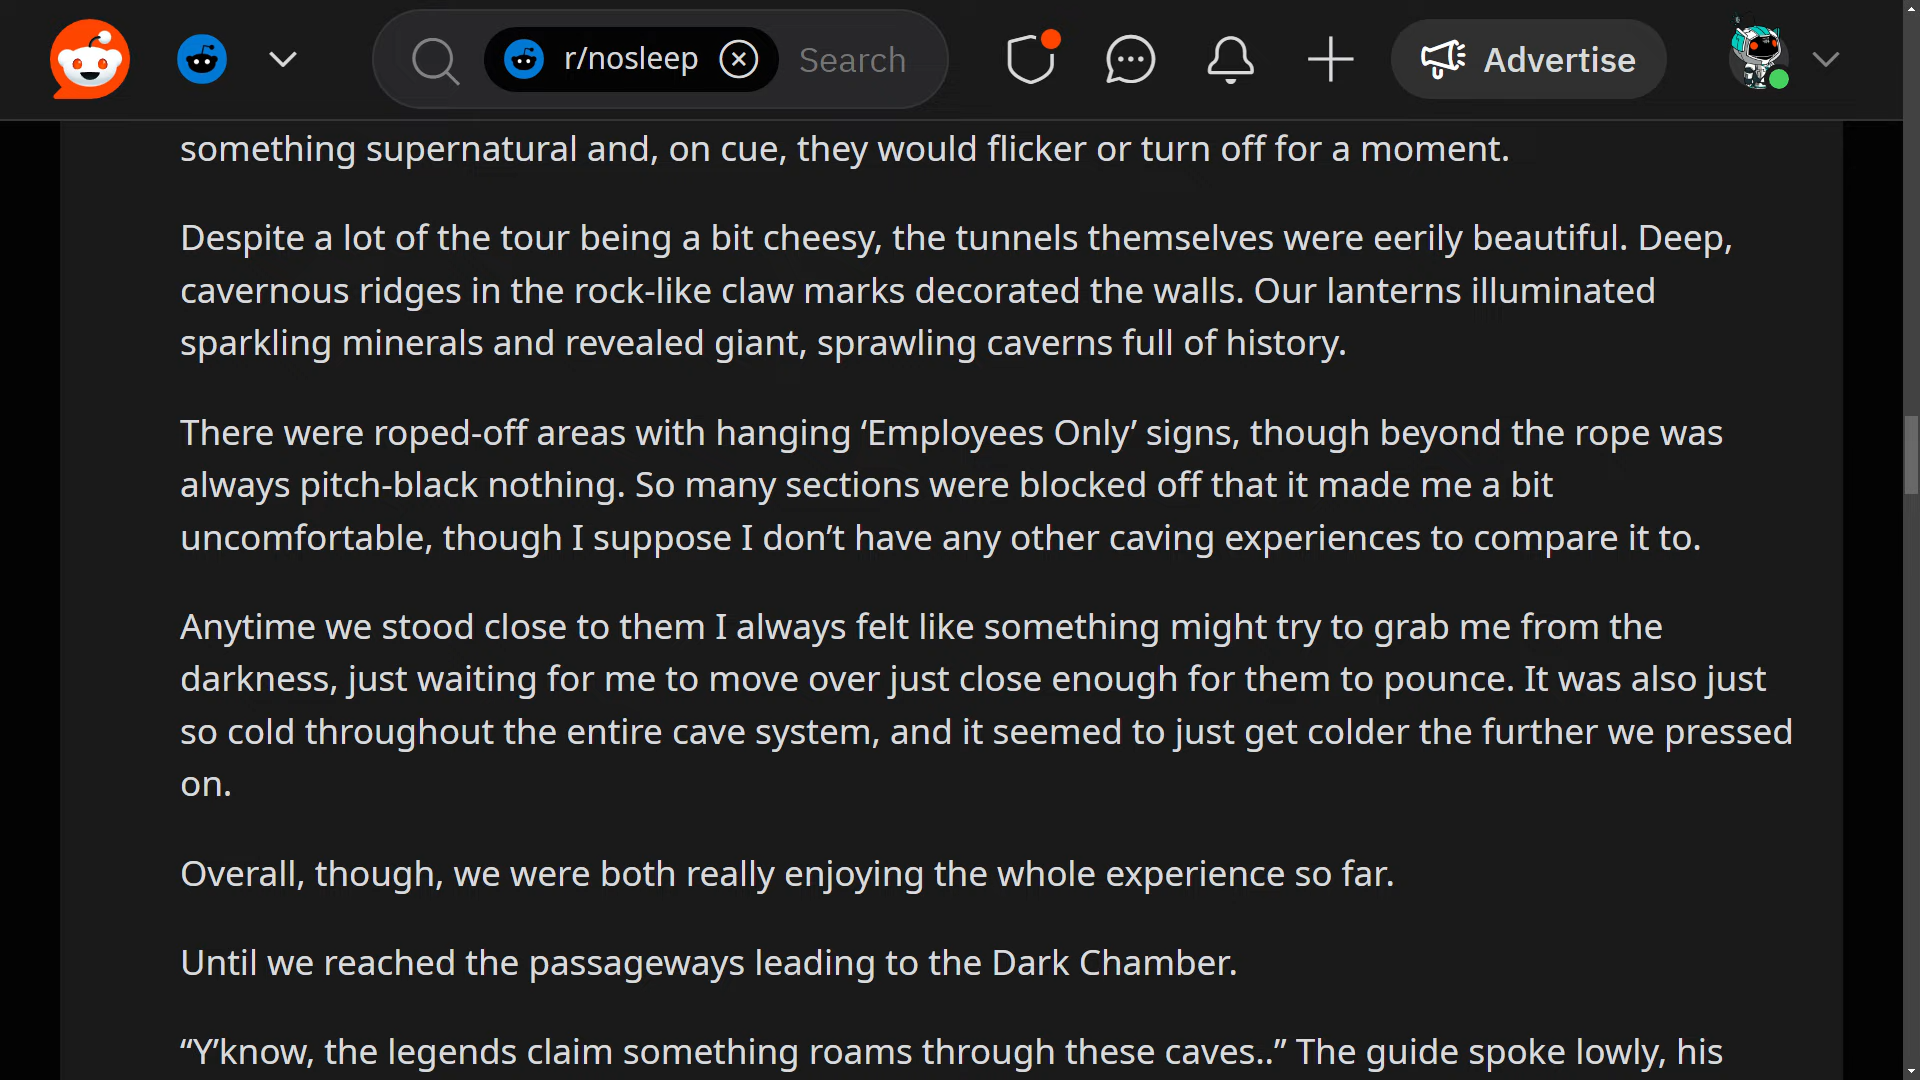 r/nosleep
Search
Advertise
something supernatural and, on cue, they would flicker or turn off for a moment.
Despite a lot of the tour being a bit cheesy, the tunnels themselves were eerily beautiful. Deep,
cavernous ridges in the rock-like claw marks decorated the walls. Our lanterns illuminated
sparkling minerals and revealed giant, sprawling caverns full of history.
There were roped-off areas with hanging ‘Employees Only’ signs, though beyond the rope was
always pitch-black nothing. So many sections were blocked off that it made me a bit
uncomfortable, though I suppose I don’t have any other caving experiences to compare it to.
Anytime we stood close to them I always felt like something might try to grab me from the
darkness, just waiting for me to move over just close enough for them to pounce. It was also just
so cold throughout the entire cave system, and it seemed to just get colder the further we pressed
on.
Overall, though, we were both really enjoying the whole experience so far.
Until we reached the passageways leading to the Dark Chamber.
“Y’know, the legends claim something roams through these caves..” The guide spoke lowly, his